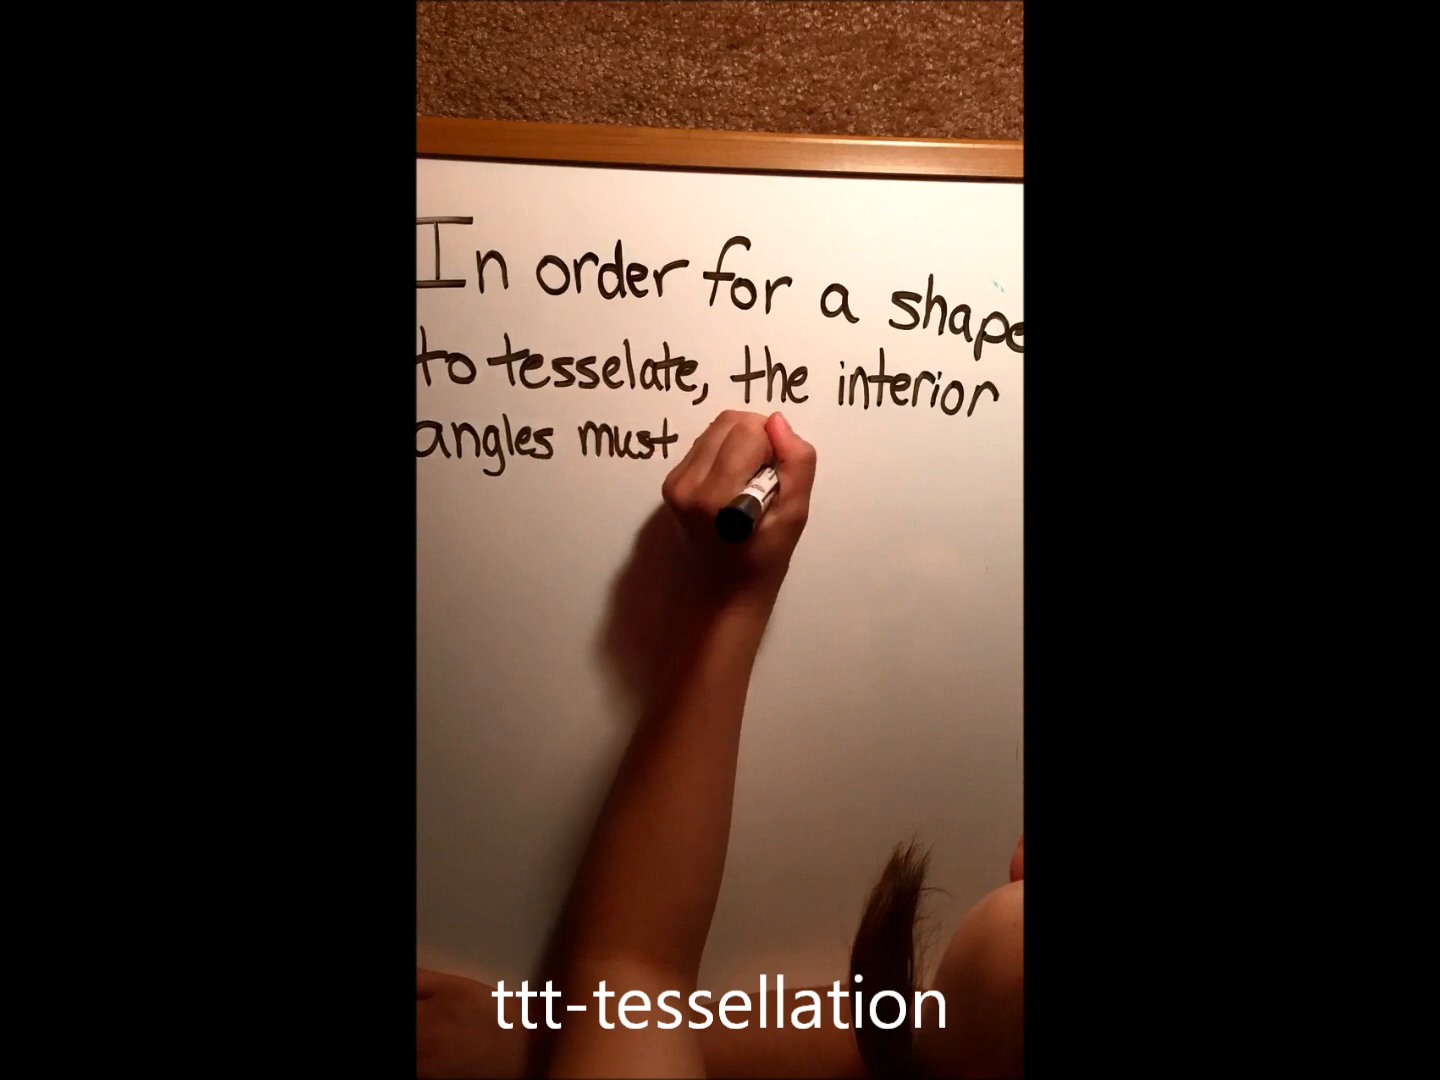 In order for a shape
to tesselate, the interior
angles must
ttt-tessellation